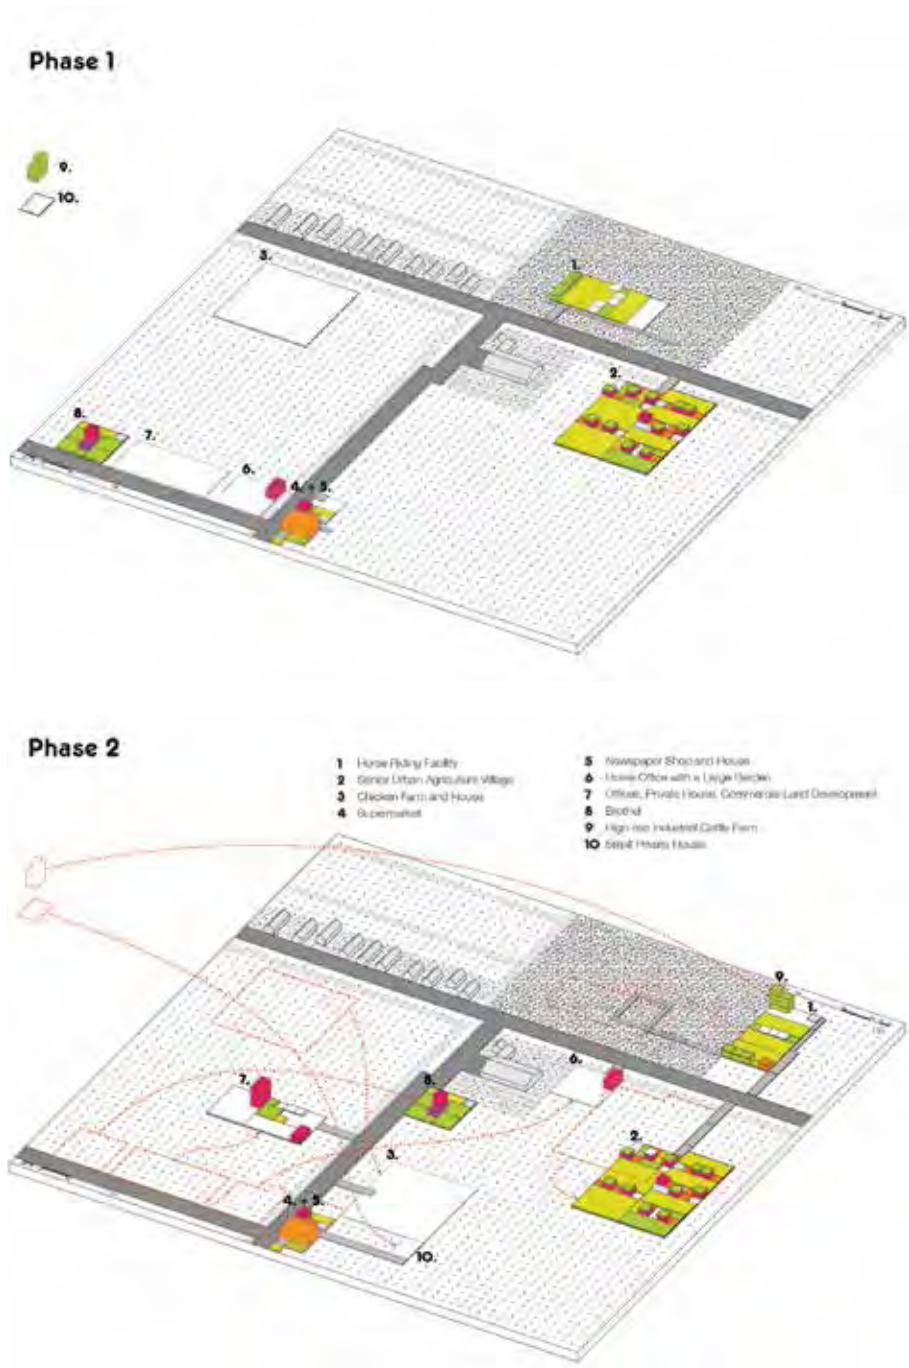 Phase 1
9.
10.
3.
1.
2.
8.
7.
6.
4. + 5.
Phase 2
1 Horse Riding Facility
2 Senior Urban Agriculture Village
3 Chicken Farm and House
4 Supermarket
5 Newspaper Shop and House
6 Home Office with a Large Garden
7 Offices, Private House, Commercial Land Development
8 Brothel
9 High-rise Industrial Cattle Farm
10 Small Private House
9.
1.
6.
7.
8.
2.
3.
4. + 5.
10.